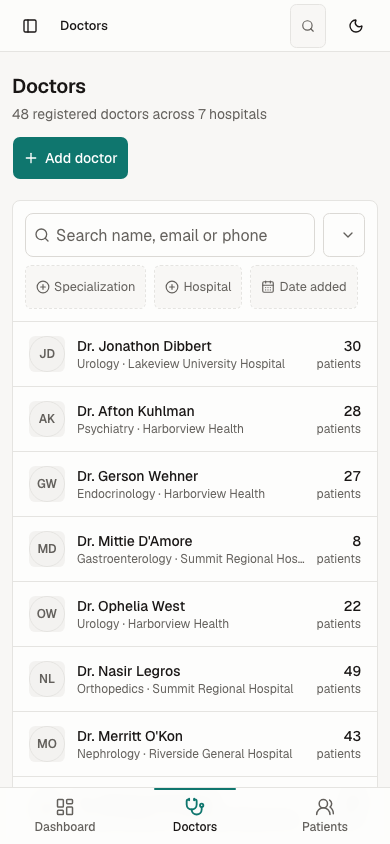 Doctors
Doctors
48 registered doctors across 7 hospitals
Add doctor
Search name, email or phone
Specialization
Hospital
Date added
JD
Dr. Jonathon Dibbert
30
Urology · Lakeview University Hospital
patients
AK
Dr. Afton Kuhlman
28
Psychiatry · Harborview Health
patients
GW
Dr. Gerson Wehner
27
Endocrinology · Harborview Health
patients
MD
Dr. Mittie D'Amore
8
Gastroenterology · Summit Regional Hos...
patients
OW
Dr. Ophelia West
22
Urology · Harborview Health
patients
NL
Dr. Nasir Legros
49
Orthopedics · Summit Regional Hospital
patients
MO
Dr. Merritt O'Kon
43
Nephrology · Riverside General Hospital
patients
Dashboard
Doctors
Patients